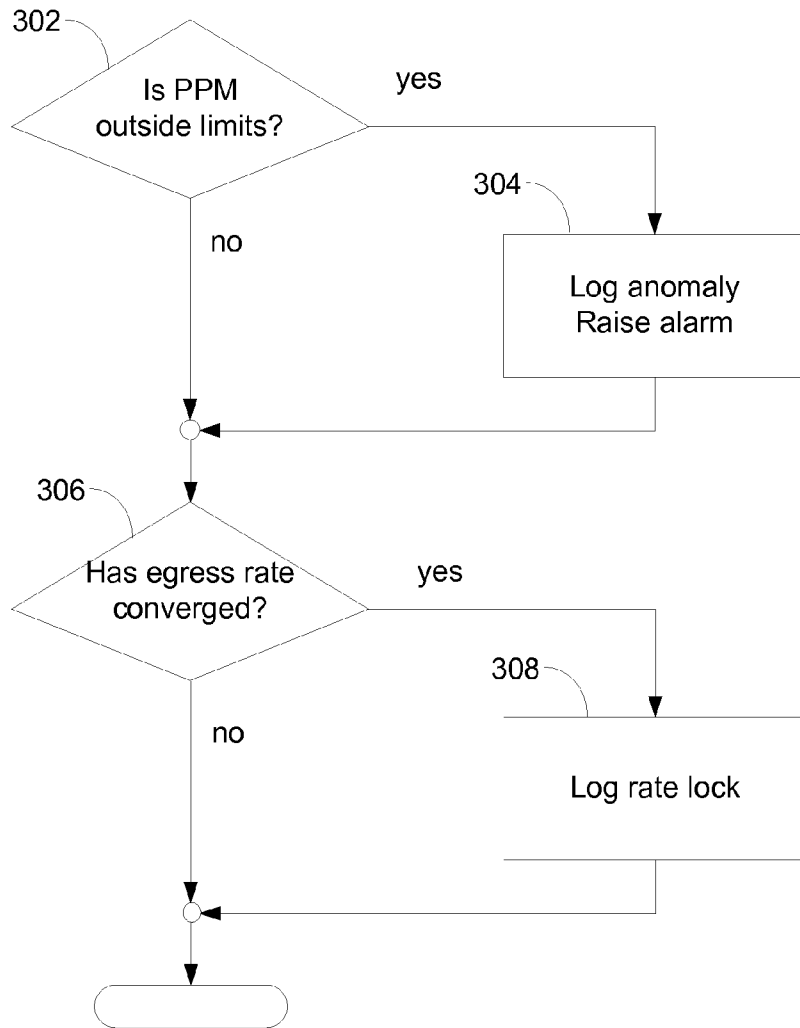 302
Is PPM
outside limits?
yes
304
no
Log anomaly
Raise alarm
306
Has egress rate
converged?
yes
308
no
Log rate lock